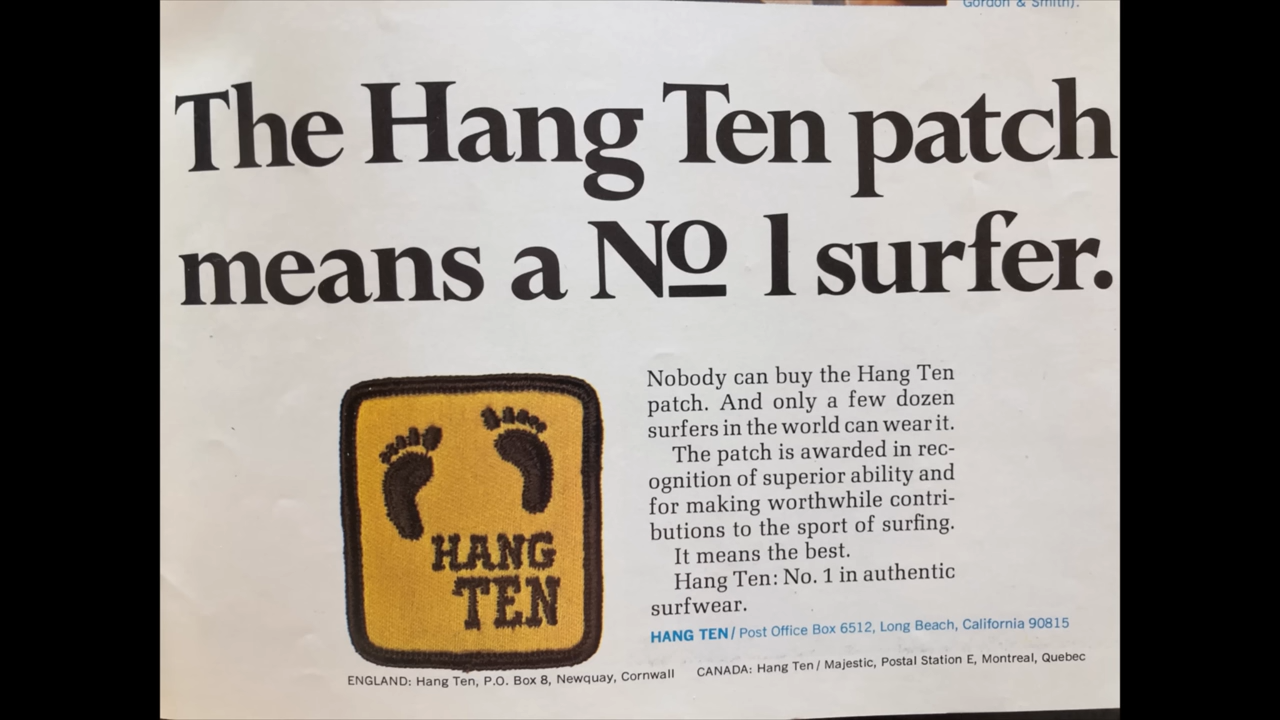 Gordon & Smith).
The Hang Ten patch
means a No 1 surfer.
HANG
TEN
Nobody can buy the Hang Ten
patch. And only a few dozen
surfers in the world can wear it.
The patch is awarded in rec-
ognition of superior ability and
for making worthwhile contri-
butions to the sport of surfing.
It means the best.
Hang Ten: No. 1 in authentic
surfwear.
HANG TEN/ Post Office Box 6512, Long Beach, California 90815
ENGLAND: Hang Ten, P.O. Box 8, Newquay, Cornwall
CANADA: Hang Ten / Majestic, Postal Station E, Montreal, Quebec